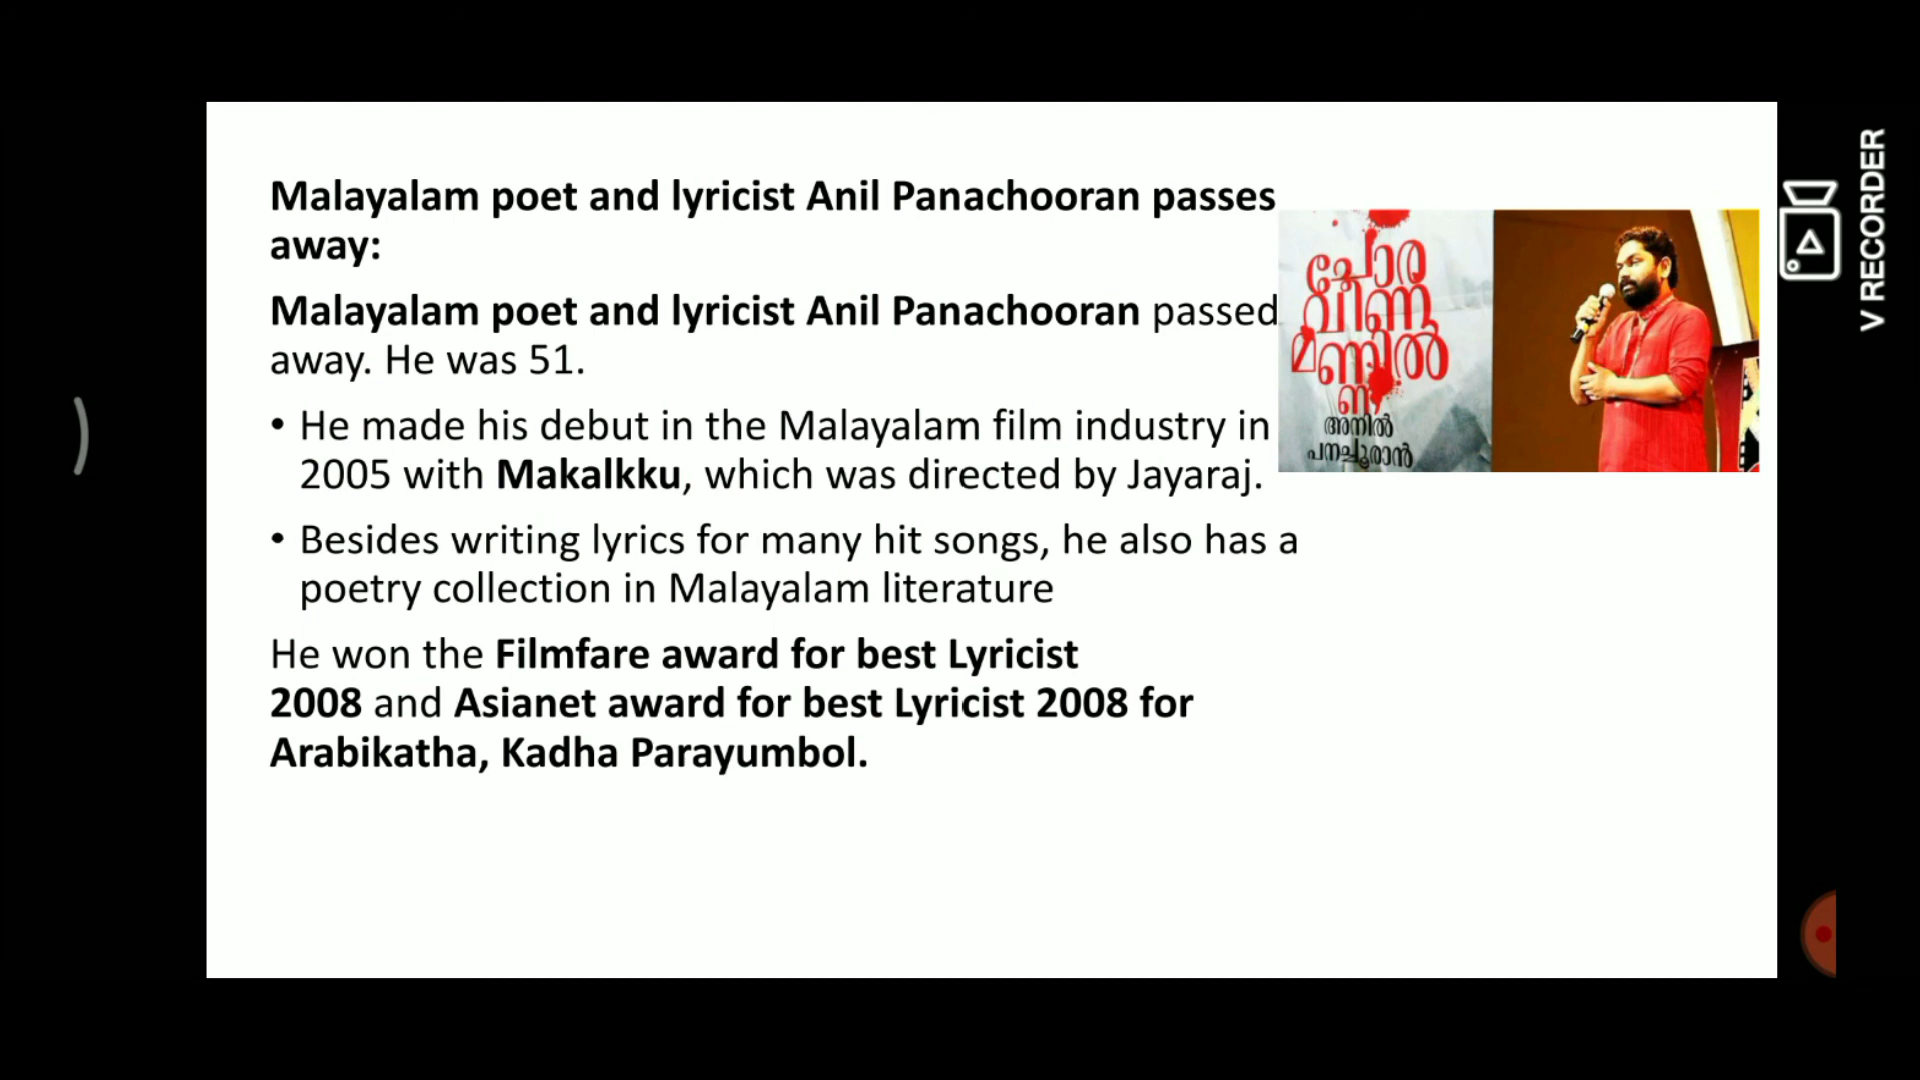 Malayalam poet and lyricist Anil Panachooran passes
away:
Malayalam poet and lyricist Anil Panachooran passed
away. He was 51.
• He made his debut in the Malayalam film industry in
2005 with Makalkku, which was directed by Jayaraj.
• Besides writing lyrics for many hit songs, he also has a
poetry collection in Malayalam literature
He won the Filmfare award for best Lyricist
2008 and Asianet award for best Lyricist 2008 for
Arabikatha, Kadha Parayumbol.
ചോര
വീണ
മണ്ണിൽ
അനിൽ
പനച്ചൂരാൻ
V RECORDER